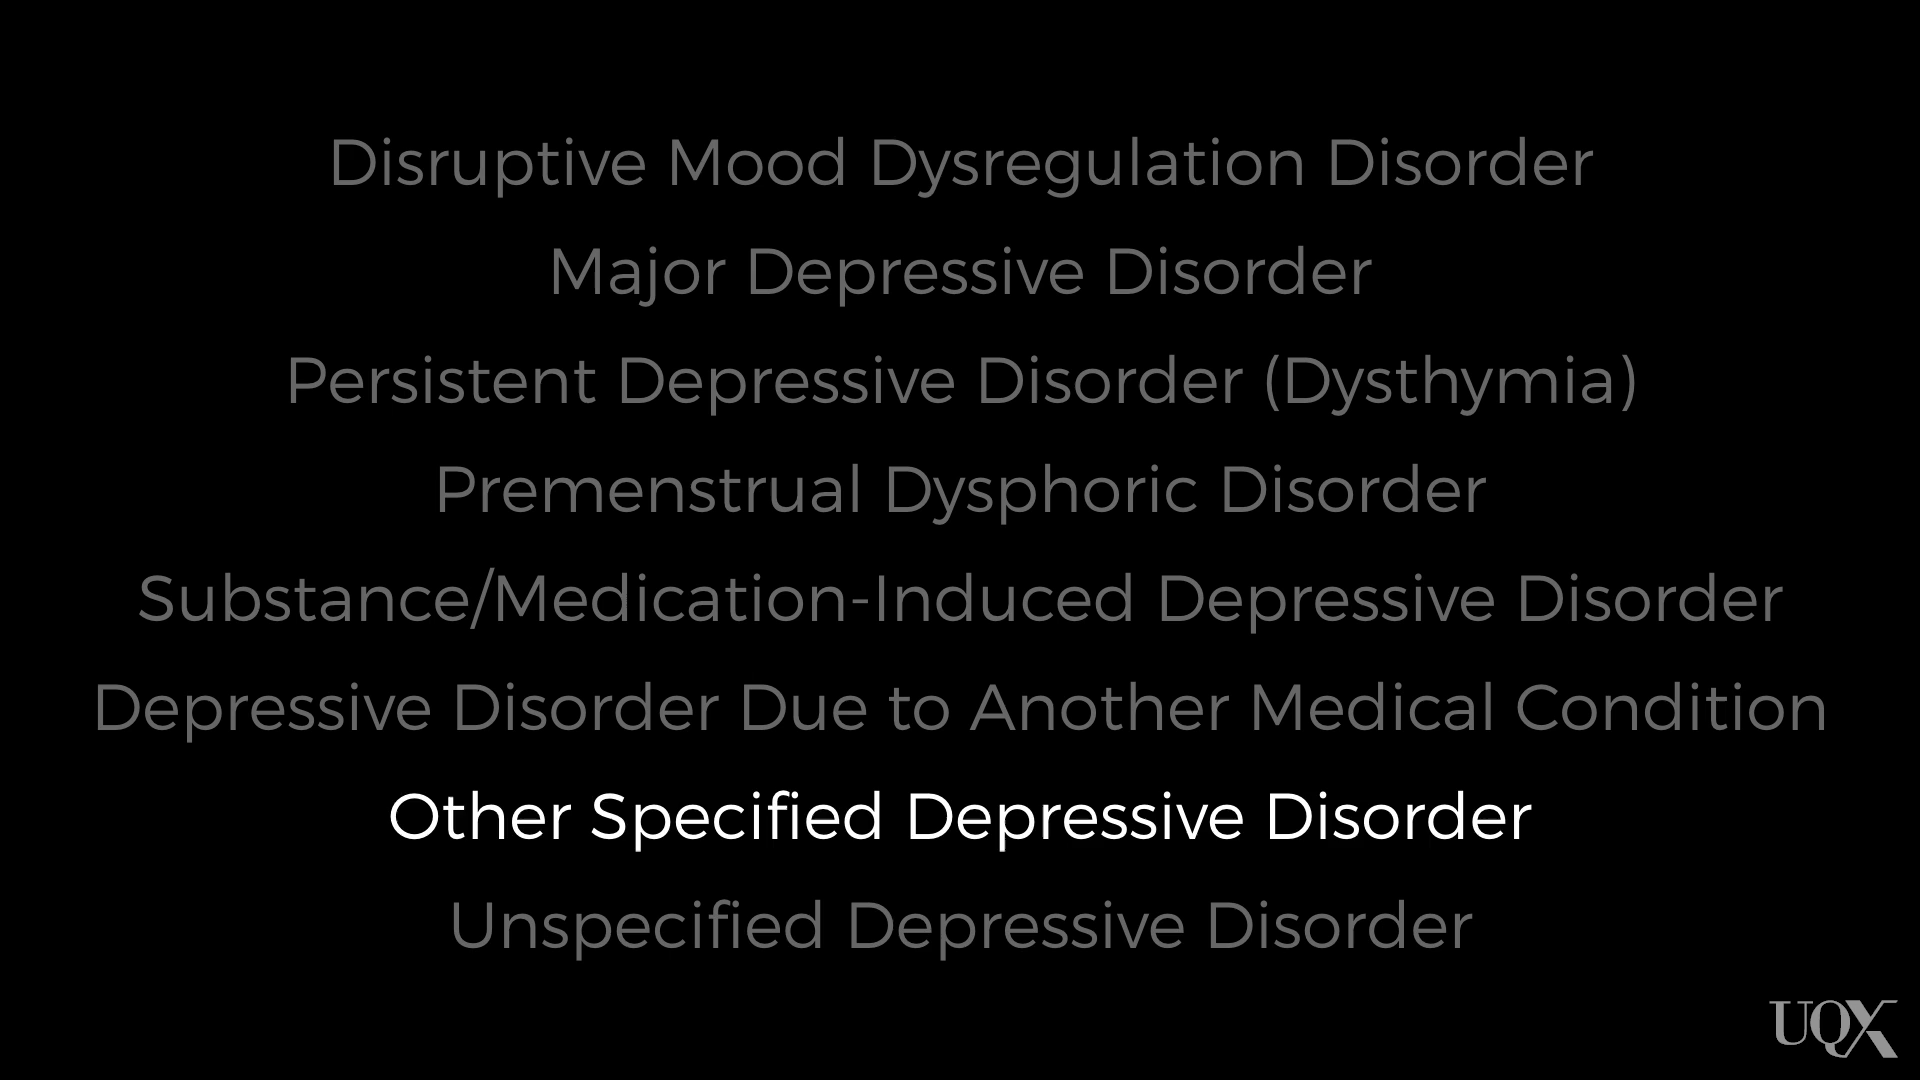 Disruptive Mood Dysregulation Disorder
Major Depressive Disorder
Persistent Depressive Disorder (Dysthymia)
Premenstrual Dysphoric Disorder
Substance/Medication-Induced Depressive Disorder
Depressive Disorder Due to Another Medical Condition
Other Specified Depressive Disorder
Unspecified Depressive Disorder
UQX